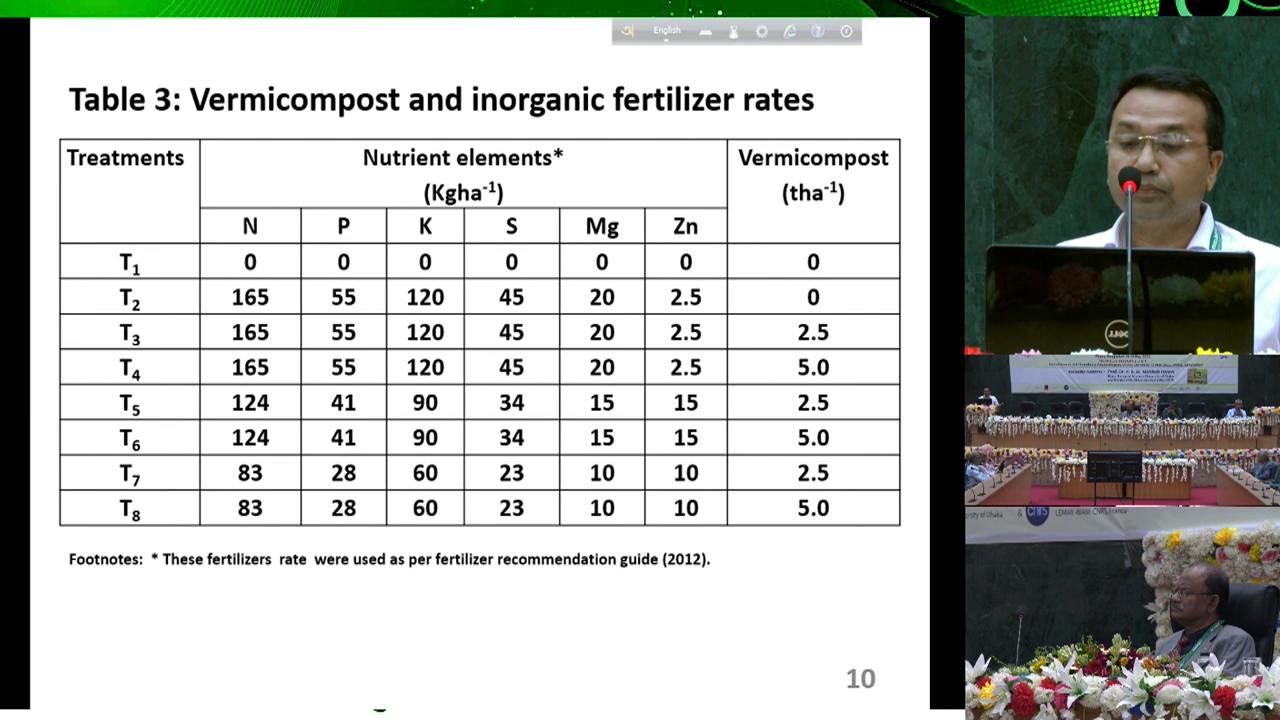 English
Table 3: Vermicompost and inorganic fertilizer rates
Treatments Nutrient elements* (Kgha-1) Vermicompost (tha-1)
N P K S Mg Zn
T1 0 0 0 0 0 0 0
T2 165 55 120 45 20 2.5 0
T3 165 55 120 45 20 2.5 2.5
T4 165 55 120 45 20 2.5 5.0
T5 124 41 90 34 15 15 2.5
T6 124 41 90 34 15 15 5.0
T7 83 28 60 23 10 10 2.5
T8 83 28 60 23 10 10 5.0
Footnotes: * These fertilizers rate were used as per fertilizer recommendation guide (2012).
10